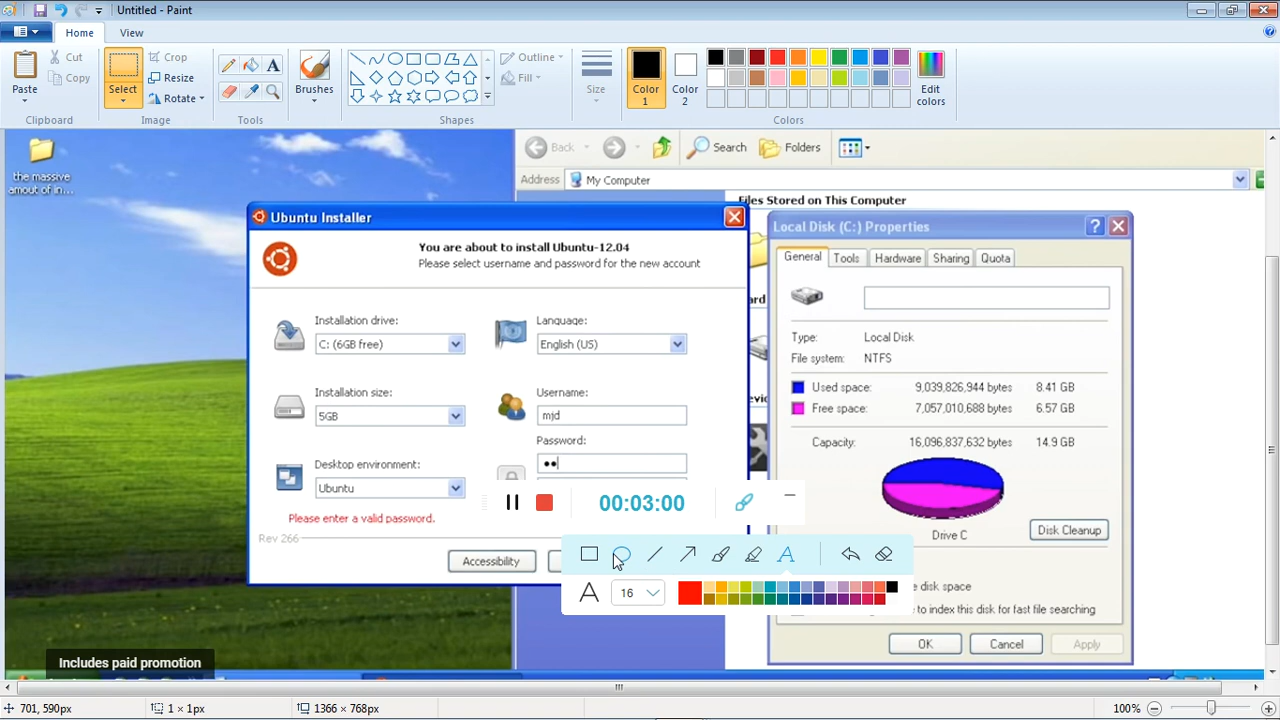 Untitled - Paint
Home
View
Paste
Cut
Copy
Clipboard
Select
Crop
Resize
Rotate
Image
Tools
Brushes
Shapes
Outline
Fill
Size
Color 1
Color 2
Edit colors
Colors
the massive
amout of in...
Back
Search
Folders
Address
My Computer
Files Stored on This Computer
Ubuntu Installer
You are about to install Ubuntu-12.04
Please select username and password for the new account
Installation drive:
C: (6GB free)
Language:
English (US)
Installation size:
5GB
Username:
mjd
Password:
Desktop environment:
Ubuntu
Please enter a valid password.
Rev 266
Accessibility
Local Disk (C:) Properties
General
Tools
Hardware
Sharing
Quota
Type:
Local Disk
File system:
NTFS
Used space:
9,039,826,944 bytes
8.41 GB
Free space:
7,057,010,688 bytes
6.57 GB
Capacity:
16,096,837,632 bytes
14.9 GB
Drive C
Disk Cleanup
e disk space
e to index this disk for fast file searching
OK
Cancel
Apply
00:03:00
A
A
16
Includes paid promotion
701, 590px
1 × 1px
1366 × 768px
100%